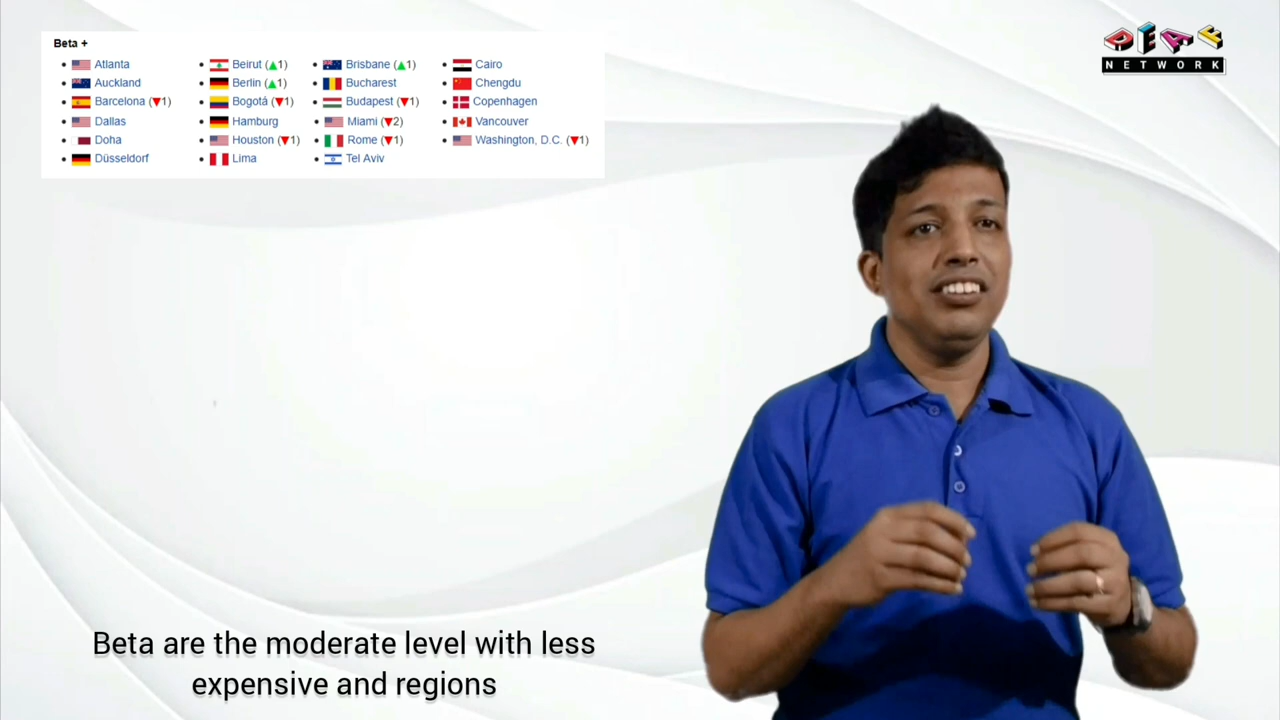 DEAF
NETWORK
Beta +
Atlanta
Auckland
Barcelona (▼1)
Dallas
Doha
Düsseldorf
Beirut (▲1)
Berlin (▲1)
Bogotá (▼1)
Hamburg
Houston (▼1)
Lima
Brisbane (▲1)
Bucharest
Budapest (▼1)
Miami (▼2)
Rome (▼1)
Tel Aviv
Cairo
Chengdu
Copenhagen
Vancouver
Washington, D.C. (▼1)
Beta are the moderate level with less
expensive and regions